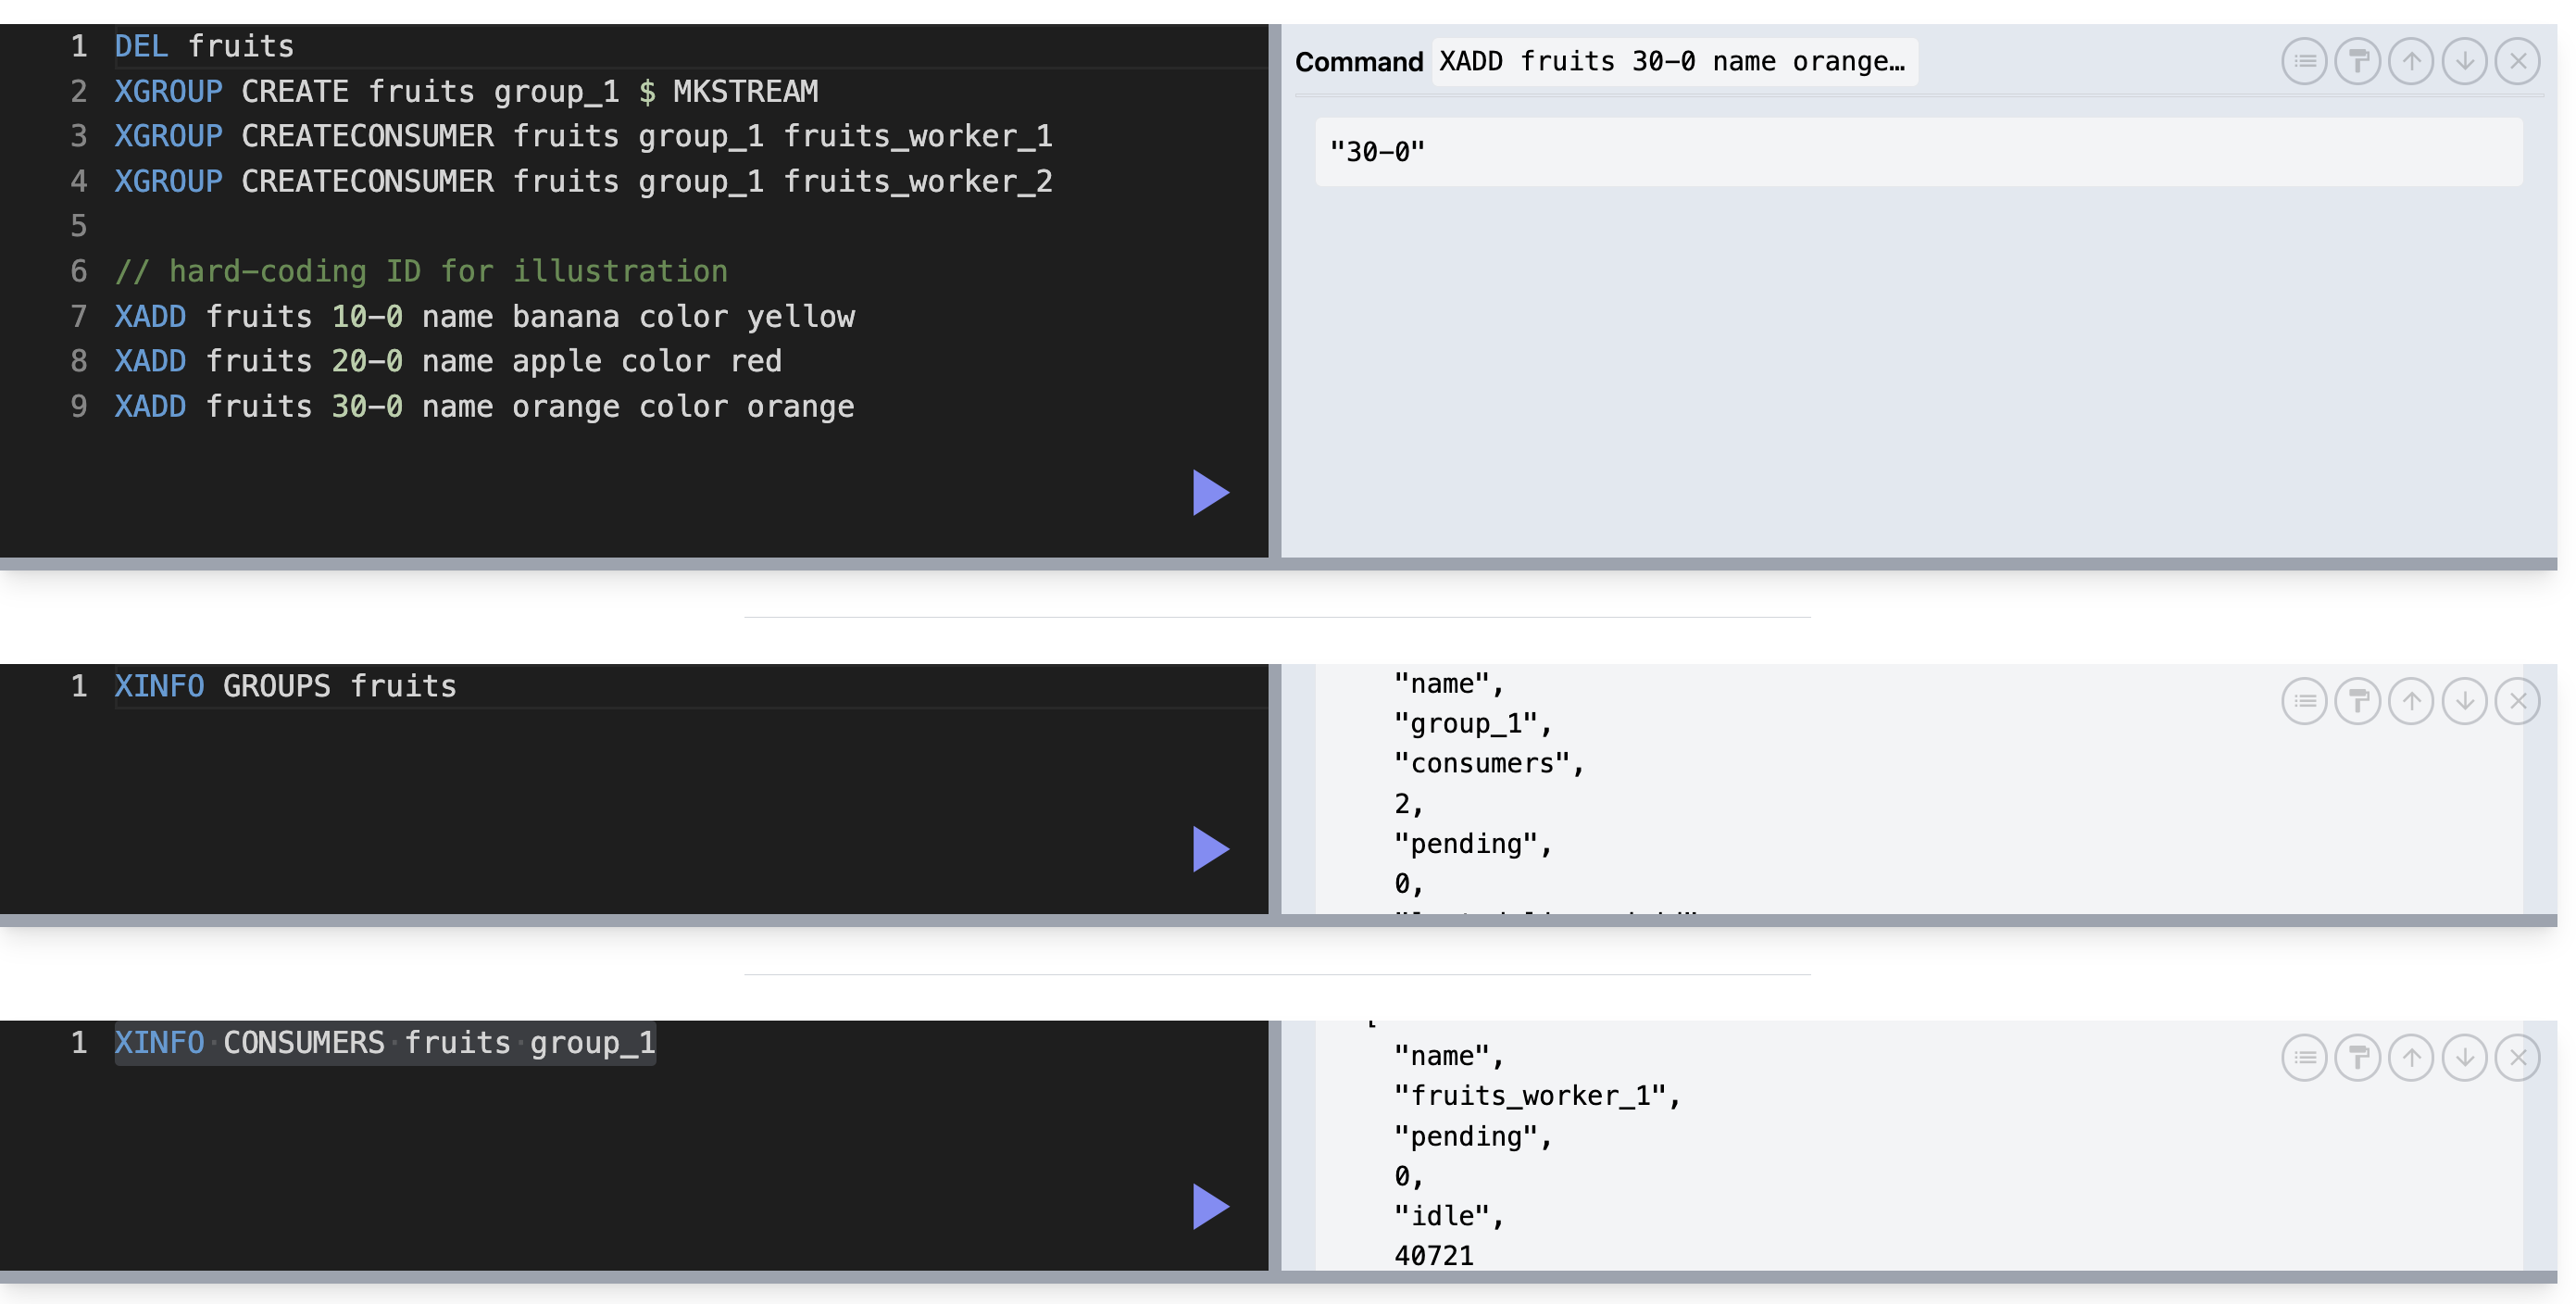 1 DEL fruits
2 XGROUP CREATE fruits group_1 $ MKSTREAM
3 XGROUP CREATECONSUMER fruits group_1 fruits_worker_1
4 XGROUP CREATECONSUMER fruits group_1 fruits_worker_2
5
6 // hard-coding ID for illustration
7 XADD fruits 10-0 name banana color yellow
8 XADD fruits 20-0 name apple color red
9 XADD fruits 30-0 name orange color orange
Command XADD fruits 30-0 name orange…
"30-0"
1 XINFO GROUPS fruits
"name",
"group_1",
"consumers",
2,
"pending",
0,
1 XINFO CONSUMERS fruits group_1
"name",
"fruits_worker_1",
"pending",
0,
"idle",
40721